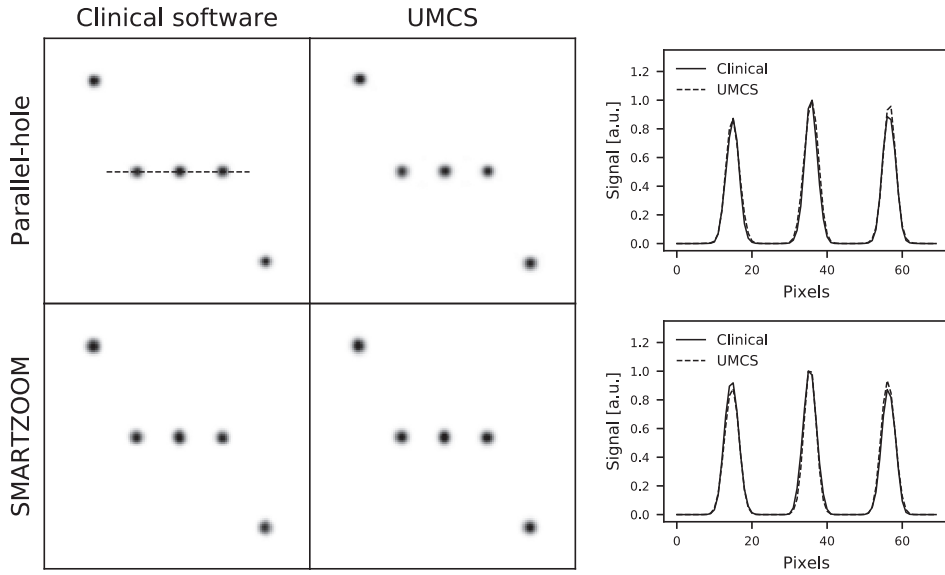 Clinical software
UMCS
Parallel-hole
SMARTZOOM
Signal [a.u.]
1.2
1.0
0.8
0.6
0.4
0.2
0.0
Clinical
UMCS
0
20
40
60
Pixels
Signal [a.u.]
1.2
1.0
0.8
0.6
0.4
0.2
0.0
Clinical
UMCS
0
20
40
60
Pixels